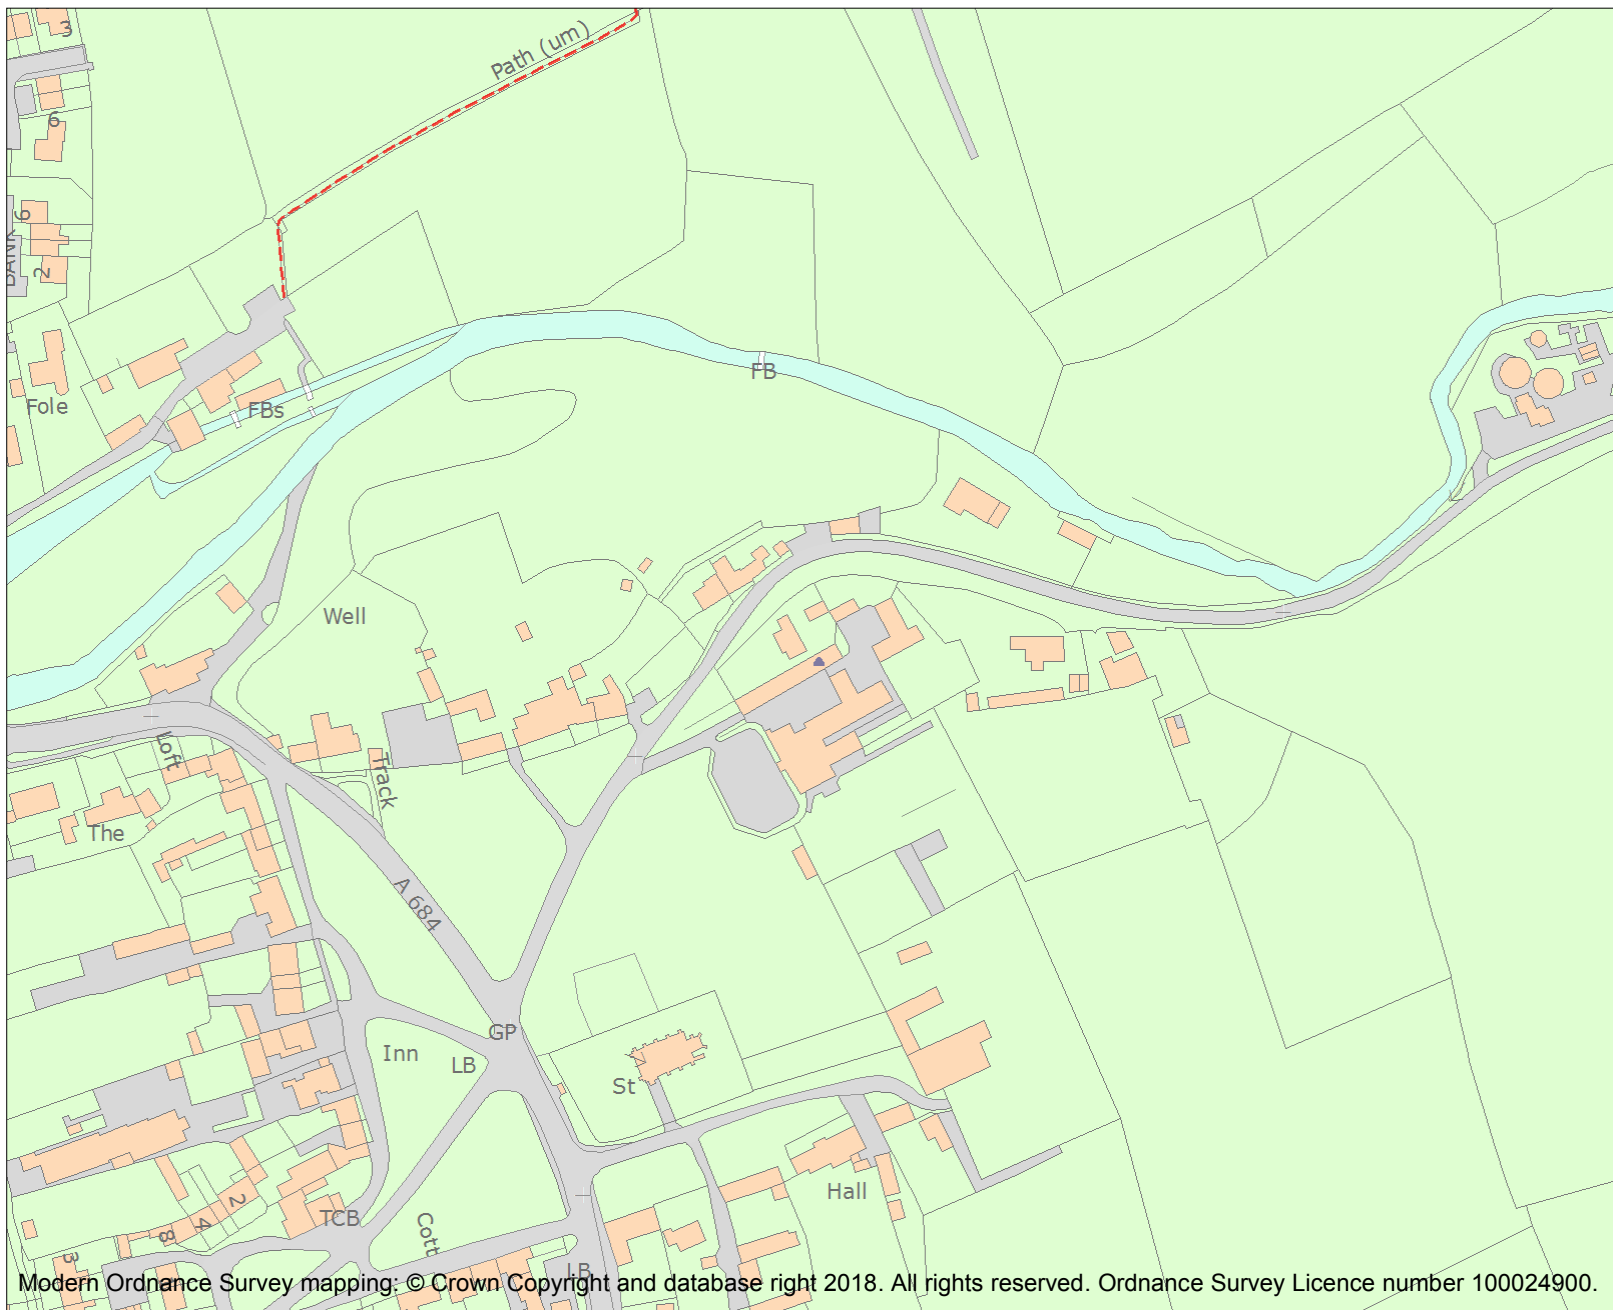 3
Path (um)
6
6
BANK
2
Fole
FBs
FB
Well
Loft
Track
The
A 684
GP
Inn
LB
St
Hall
2
4
8
TCB
Cott
3
LB
Modern Ordnance Survey mapping: © Crown Copyright and database right 2018. All rights reserved. Ordnance Survey Licence number 100024900.